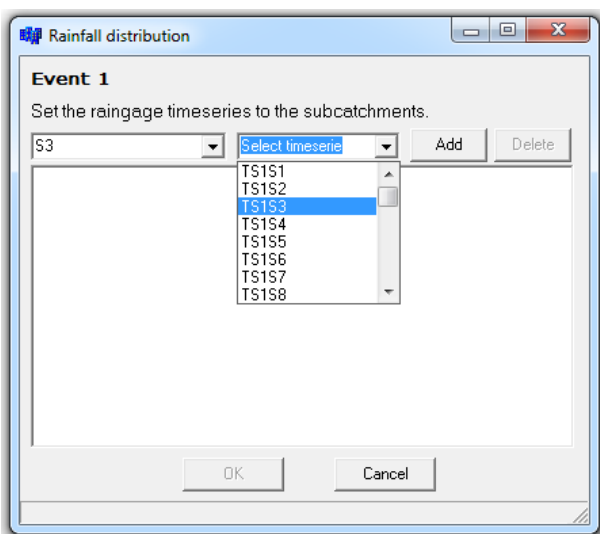 Rainfall distribution
Event 1
Set the raingage timeseries to the subcatchments.
S3 Select timeserie Add Delete
TS1S1
TS1S2
TS1S3
TS1S4
TS1S5
TS1S6
TS1S7
TS1S8
OK Cancel